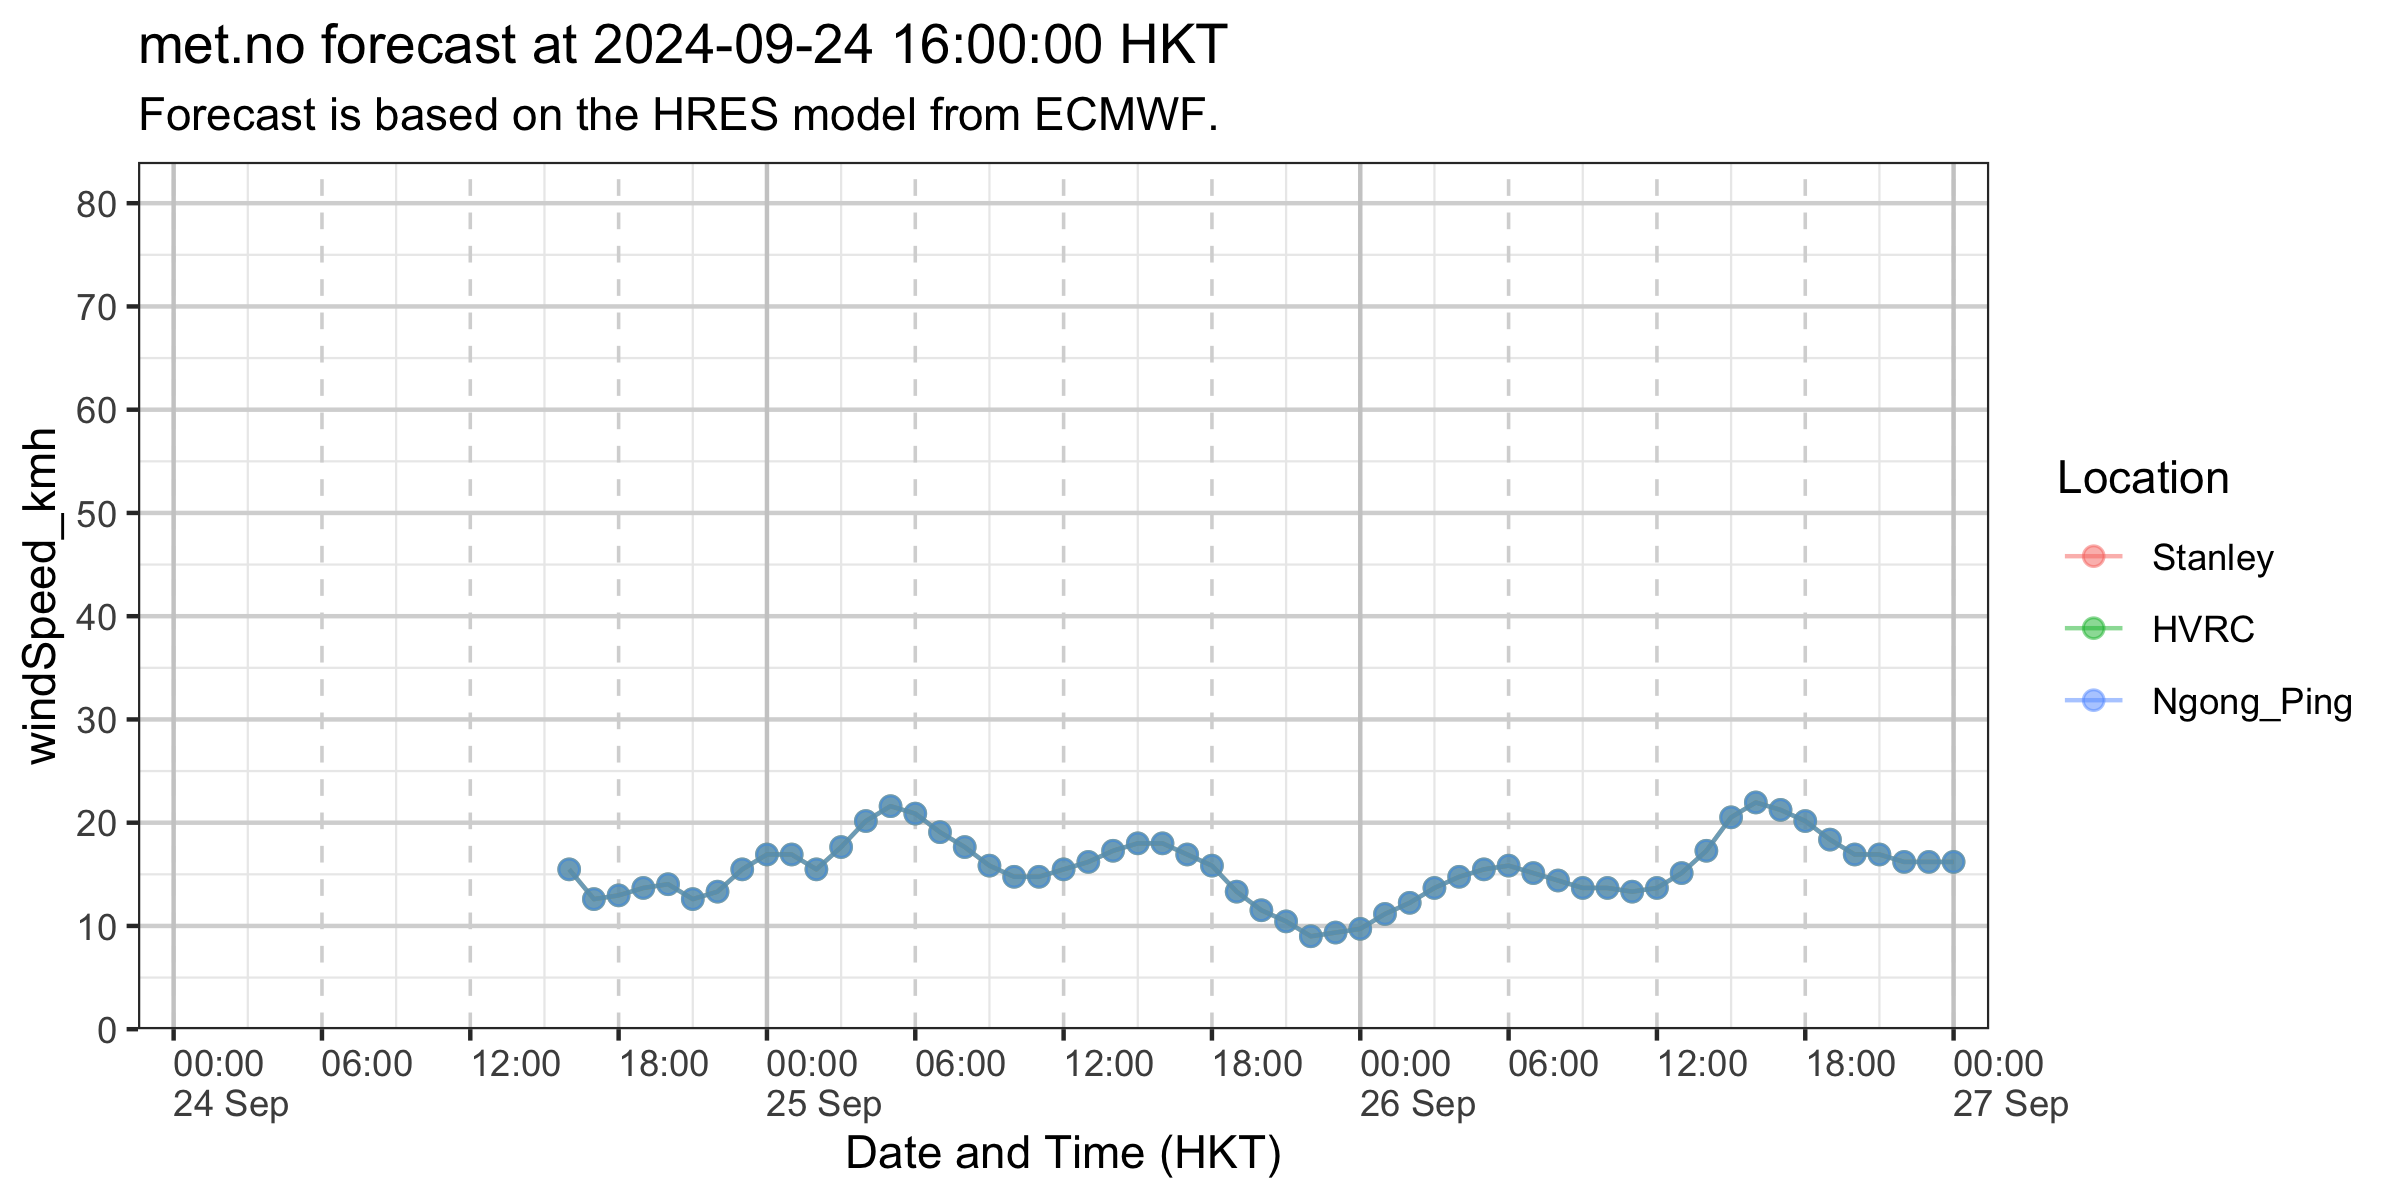 met.no forecast at 2024-09-24 16:00:00 HKT
Forecast is based on the HRES model from ECMWF.
windSpeed_kmh
80
70
60
50
40
30
20
10
0
00:00 06:00 12:00 18:00 00:00 06:00 12:00 18:00 00:00 06:00 12:00 18:00 00:00
24 Sep 25 Sep 26 Sep 27 Sep
Date and Time (HKT)
Location
Stanley
HVRC
Ngong_Ping